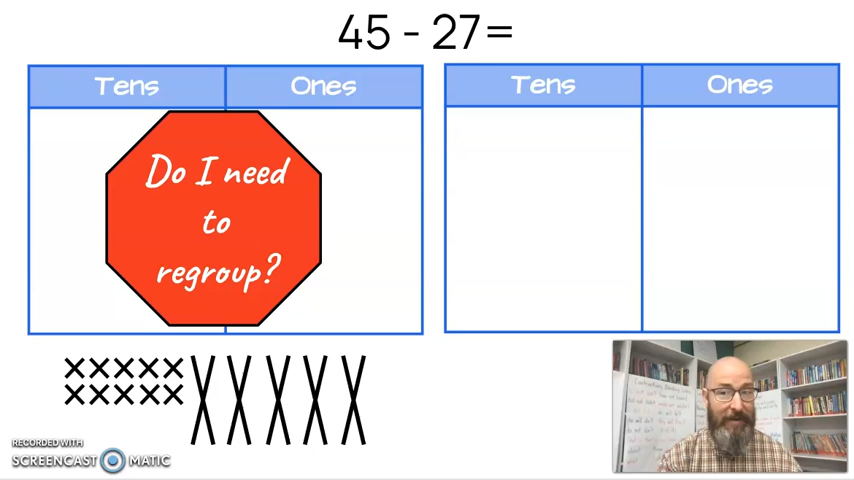 45 - 27=
Tens Ones
Tens Ones
Do I need
to
regroup?
RECORDED WITH
SCREENCAST MATIC